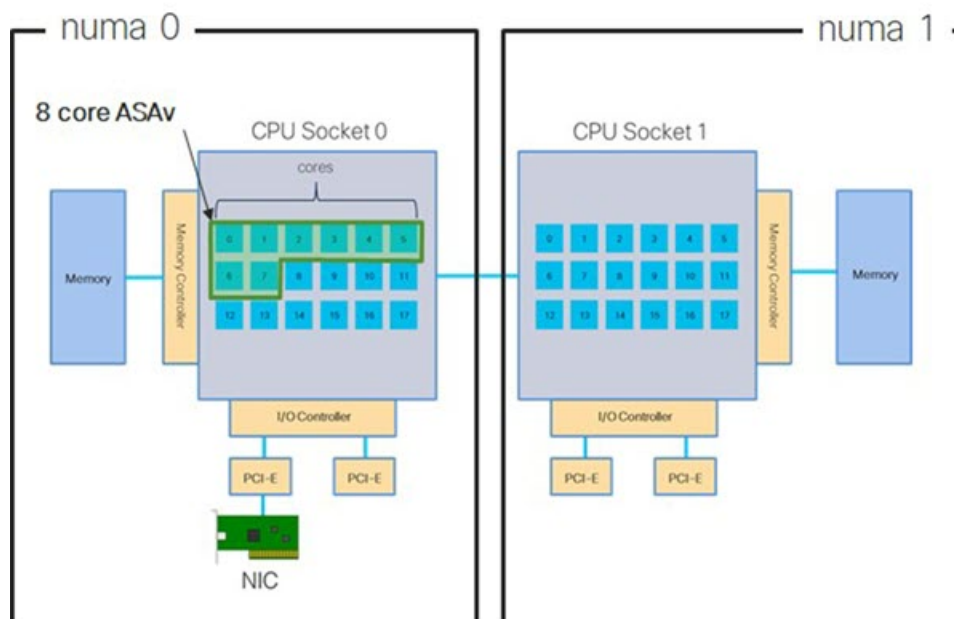 numa 0
numa 1
8 core ASAv
CPU Socket 0
CPU Socket 1
cores
0 1 2 3 4 5
6 7 8 9 10 11
12 13 14 15 16 17
0 1 2 3 4 5
6 7 8 9 10 11
12 13 14 15 16 17
Memory
Memory Controller
Memory Controller
Memory
I/O Controller
I/O Controller
PCI-E
PCI-E
PCI-E
PCI-E
NIC